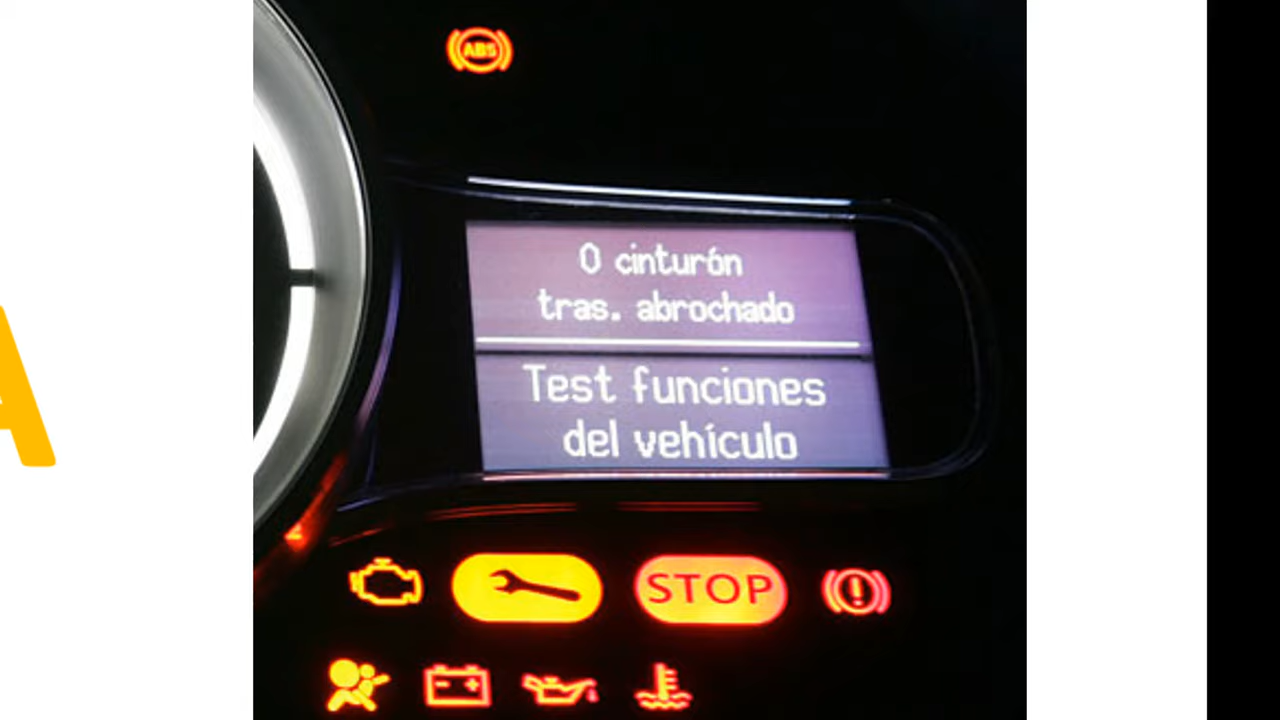 ABS
0 cinturón
tras. abrochado
Test funciones
del vehículo
STOP
A